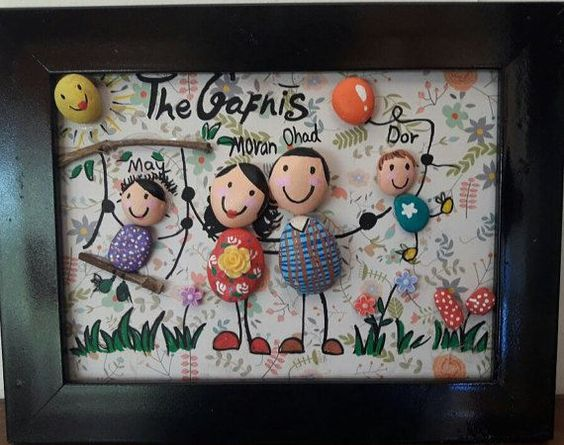 The Gafnis
Moran Ohad
Dor
May